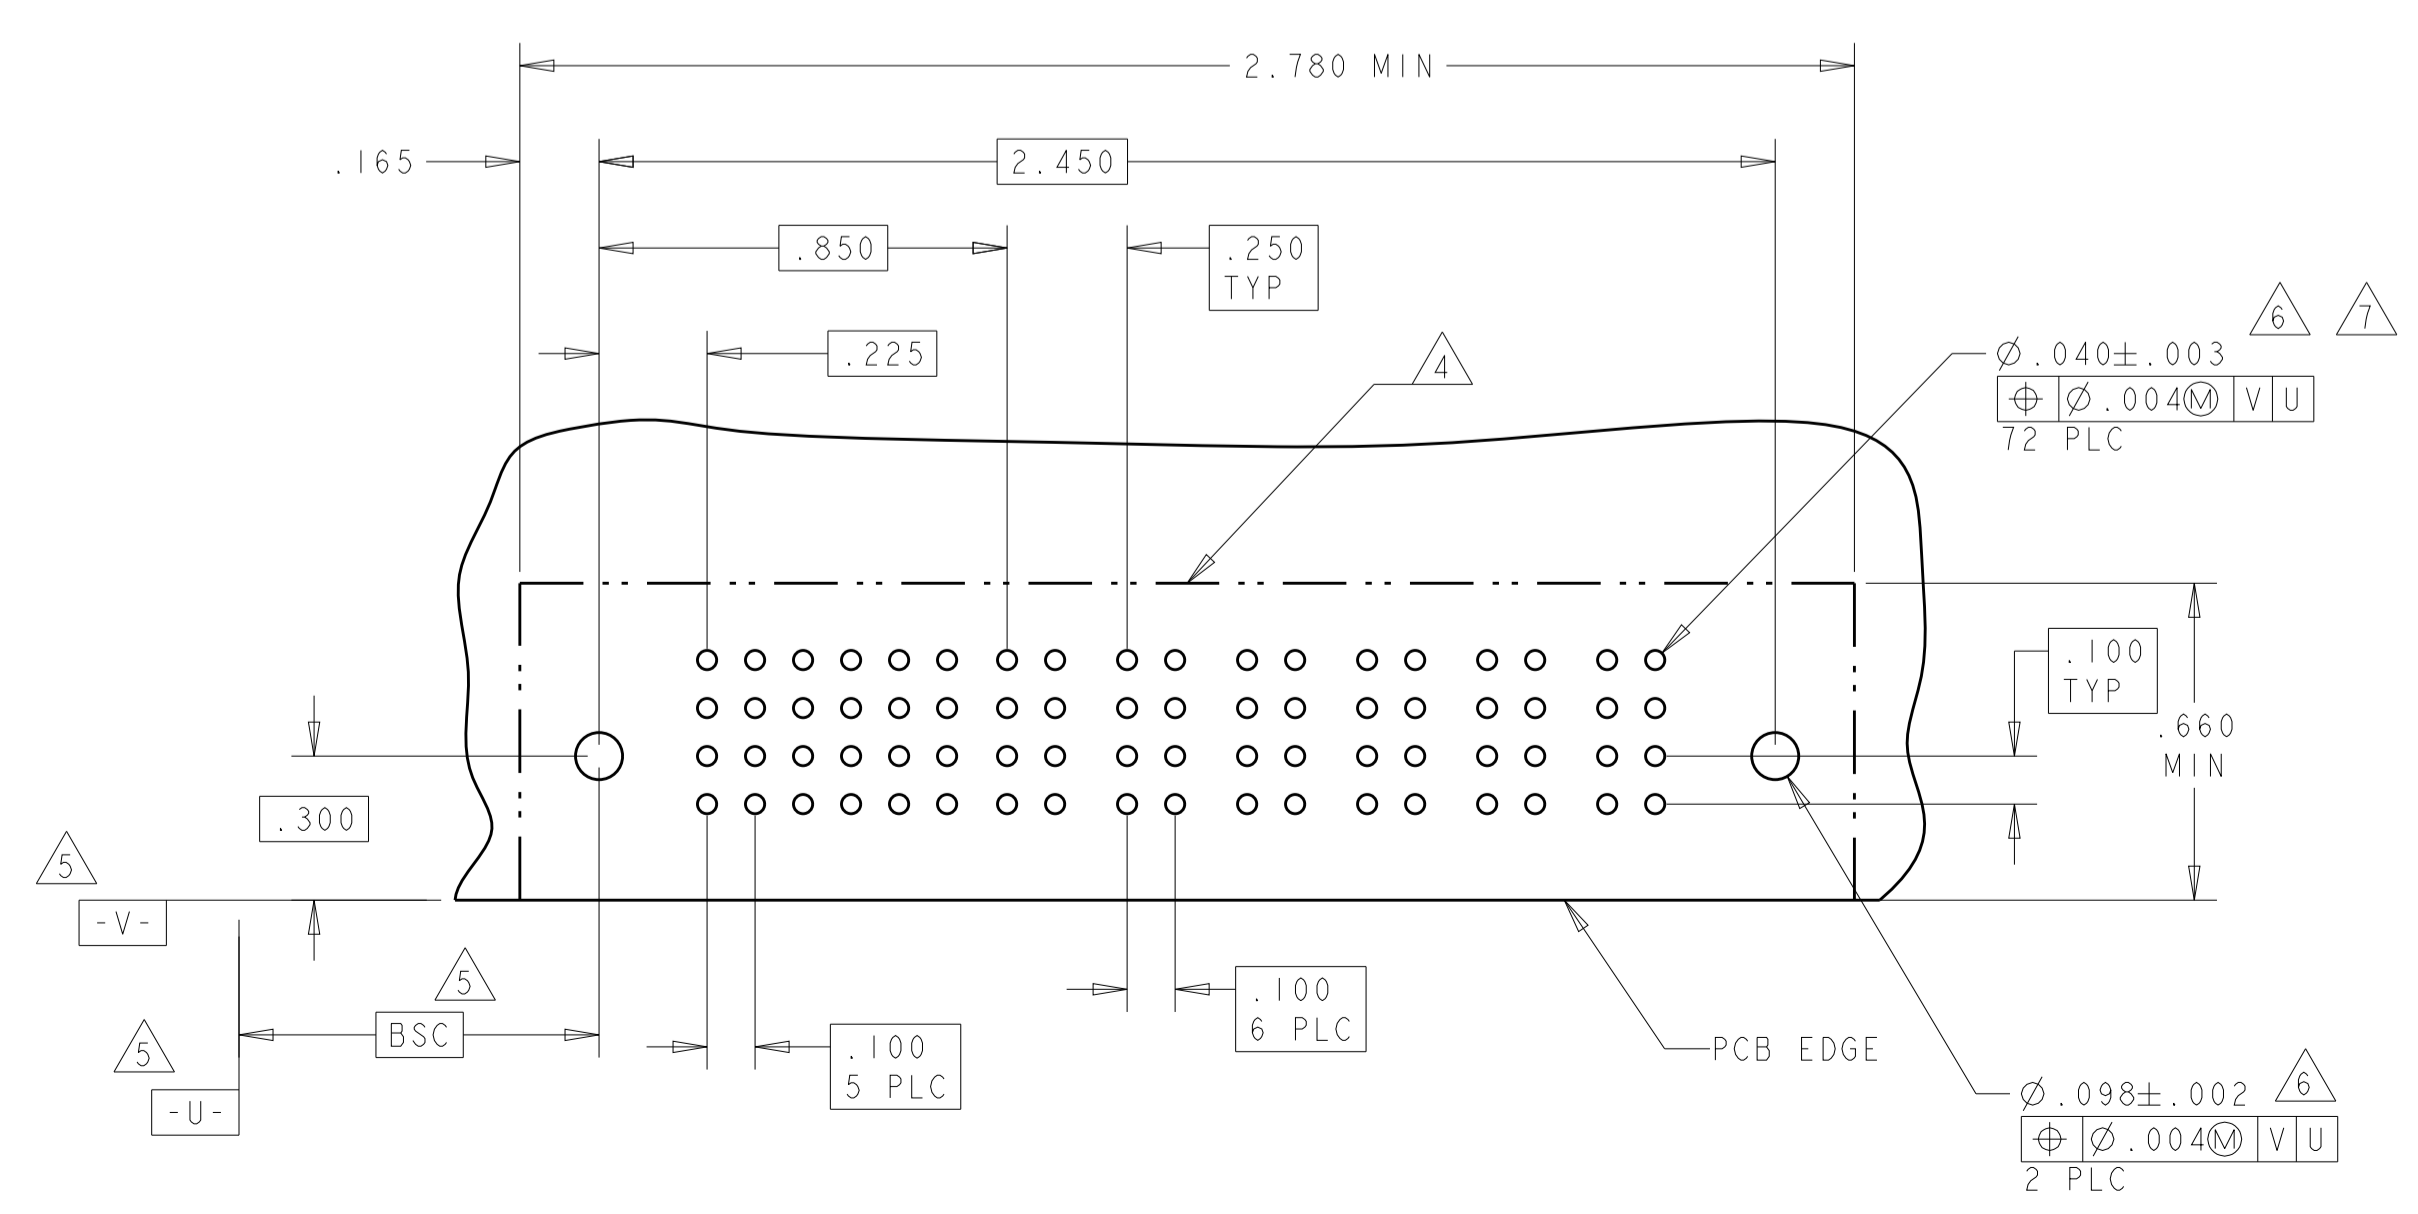 2.780 MIN
.165
2.450
.850
.250
TYP
.225
4
6 7
Ø.040±.003
⌖ Ø.004Ⓜ V U
72 PLC
.100
TYP
.660
MIN
.300
5
-V-
5
BSC
5
-U-
.100
5 PLC
.100
6 PLC
PCB EDGE
6
Ø.098±.002
⌖ Ø.004Ⓜ V U
2 PLC